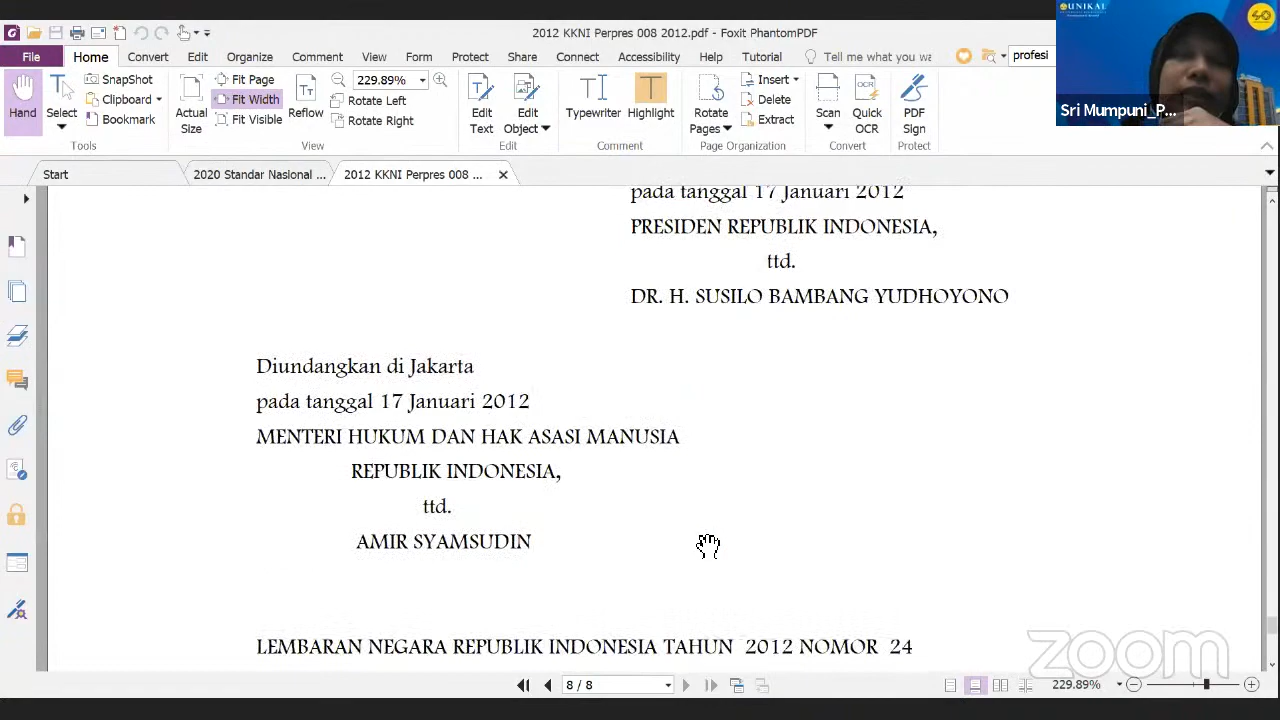 2012 KKNI Perpres 008 2012.pdf - Foxit PhantomPDF
UNIKAL
40
File Home Convert Edit Organize Comment View Form Protect Share Connect Accessibility Help Tutorial Tell me what you wa profesi
Hand
Select
SnapShot
Clipboard
Bookmark
Tools
Actual Size
Fit Page
Fit Width
Fit Visible
Reflow
229.89%
Rotate Left
Rotate Right
View
Edit Text
Edit Object
Edit
Typewriter
Highlight
Comment
Rotate Pages
Insert
Delete
Extract
Page Organization
Scan
Quick OCR
Convert
PDF Sign
Protect
Sri Mumpuni_P...
Start
2020 Standar Nasional ...
2012 KKNI Perpres 008 ...
pada tanggal 17 Januari 2012
PRESIDEN REPUBLIK INDONESIA,
ttd.
DR. H. SUSILO BAMBANG YUDHOYONO
Diundangkan di Jakarta
pada tanggal 17 Januari 2012
MENTERI HUKUM DAN HAK ASASI MANUSIA
REPUBLIK INDONESIA,
ttd.
AMIR SYAMSUDIN
LEMBARAN NEGARA REPUBLIK INDONESIA TAHUN 2012 NOMOR 24
zoom
8 / 8
229.89%